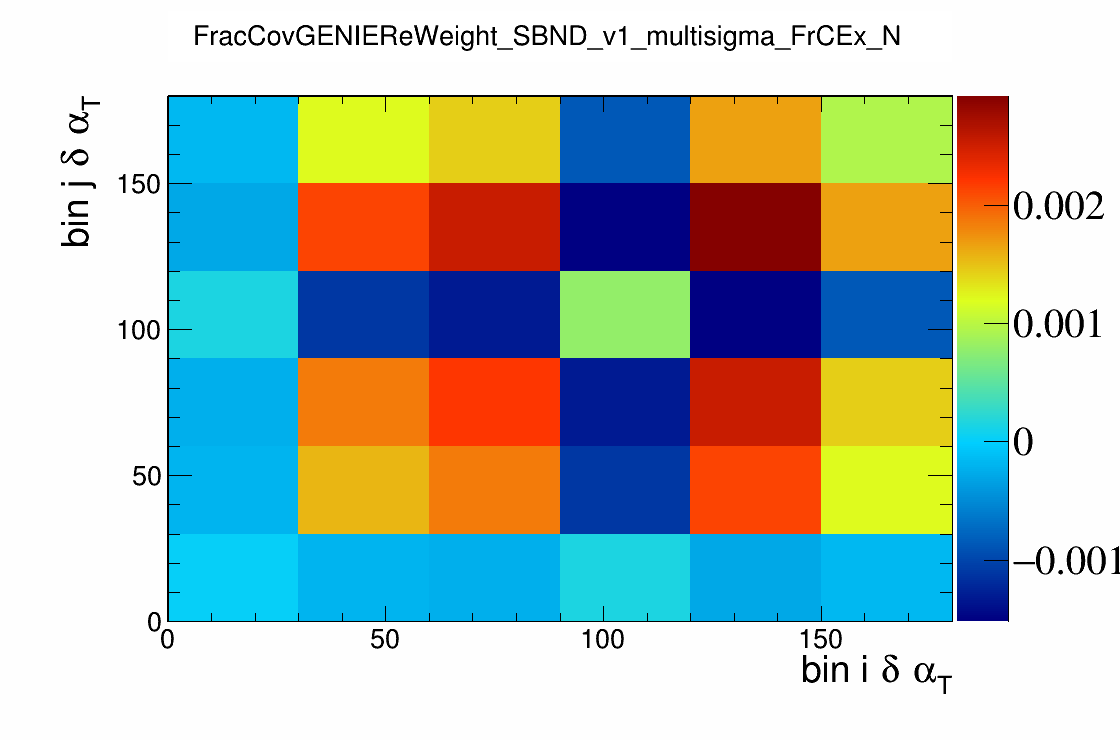 FracCovGENIEReWeight_SBND_v1_multisigma_FrCEx_N
bin j δ α_T
150
100
50
0
0 50 100 150
bin i δ α_T
0.002
0.001
0
−0.001